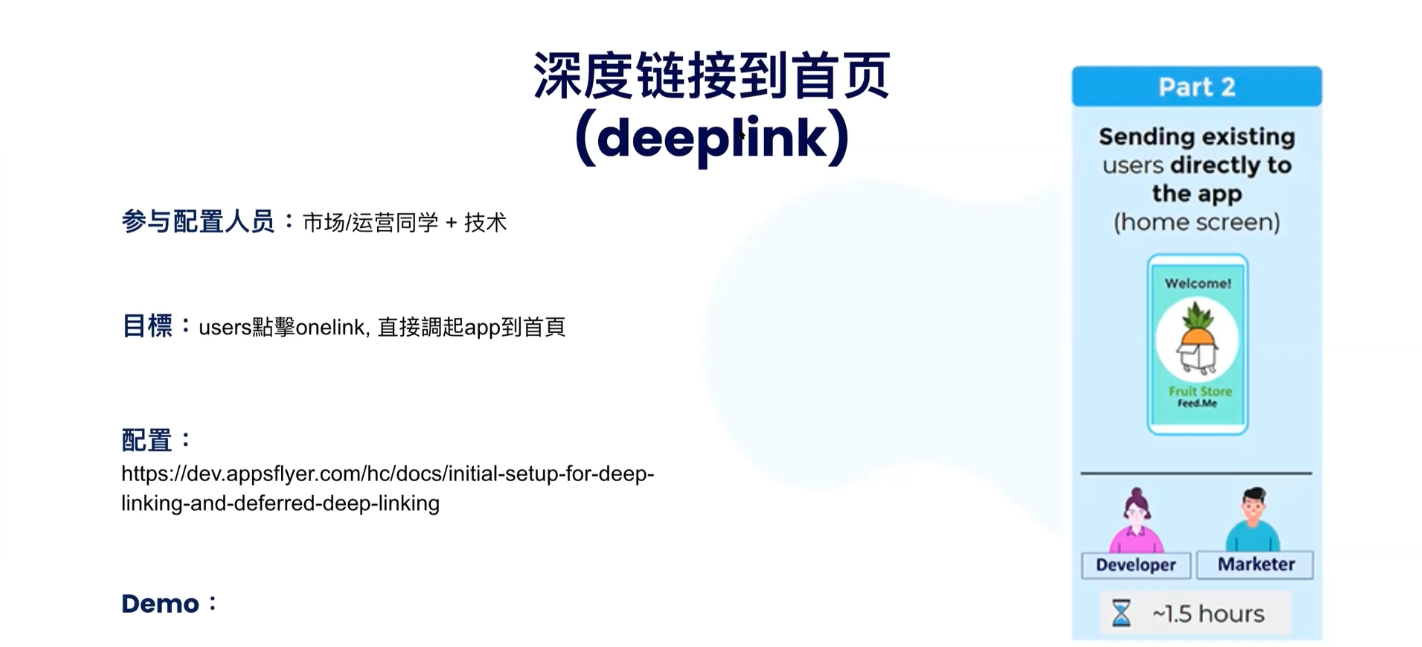 深度链接到首页
(deeplink)
参与配置人员：市场/运营同学 + 技术
目標：users點擊onelink, 直接調起app到首頁
配置：
https://dev.appsflyer.com/hc/docs/initial-setup-for-deep-
linking-and-deferred-deep-linking
Demo：
Part 2
Sending existing
users directly to
the app
(home screen)
Welcome!
Fruit Store
Feed.Me
Developer
Marketer
~1.5 hours